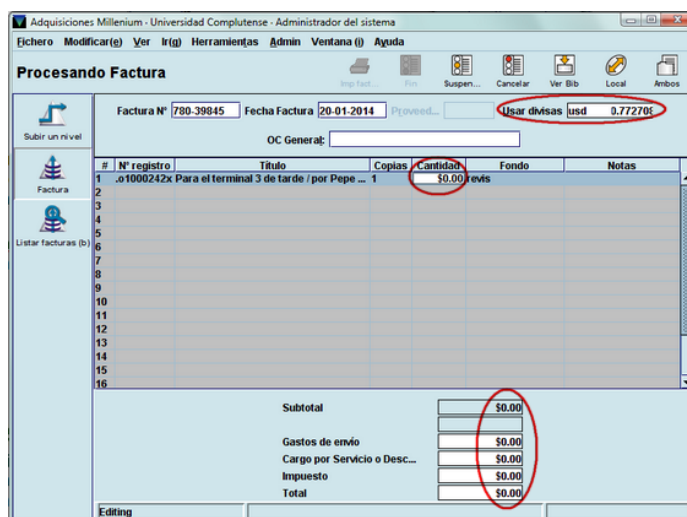 Adquisiciones Millenium - Universidad Complutense - Administrador del sistema
Fichero Modificar(e) Ver Ir(g) Herramientas Admin Ventana (i) Ayuda
Procesando Factura
Imp fact... Fin Suspen... Cancelar Ver Bib Local Ambos
Subir un nivel
Factura
Listar facturas (b)
Factura Nº 780-39845 Fecha Factura 20-01-2014 Proveed... Usar divisas usd 0.772708
OC General:
# Nº registro Título Copias Cantidad Fondo Notas
1 .o1000242x Para el terminal 3 de tarde / por Pepe ... 1 $0.00 revis
2
3
4
5
6
7
8
9
10
11
12
13
14
15
16
Subtotal $0.00
Gastos de envío $0.00
Cargo por Servicio o Desc... $0.00
Impuesto $0.00
Total $0.00
Editing